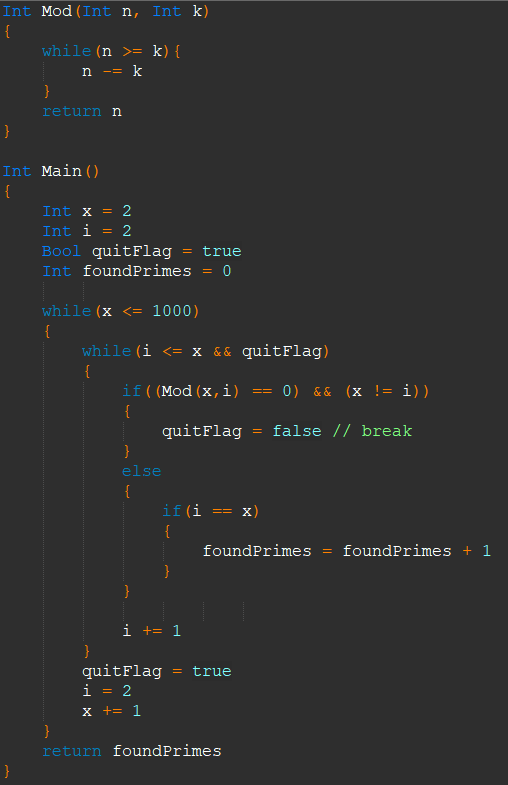 Int Mod(Int n, Int k)
{
    while(n >= k){
        n -= k
    }
    return n
}

Int Main()
{
    Int x = 2
    Int i = 2
    Bool quitFlag = true
    Int foundPrimes = 0

    while(x <= 1000)
    {
        while(i <= x && quitFlag)
        {
            if((Mod(x,i) == 0) && (x != i))
            {
                quitFlag = false // break
            }
            else
            {
                if(i == x)
                {
                    foundPrimes = foundPrimes + 1
                }
            }

            i += 1
        }
        quitFlag = true
        i = 2
        x += 1
    }
    return foundPrimes
}